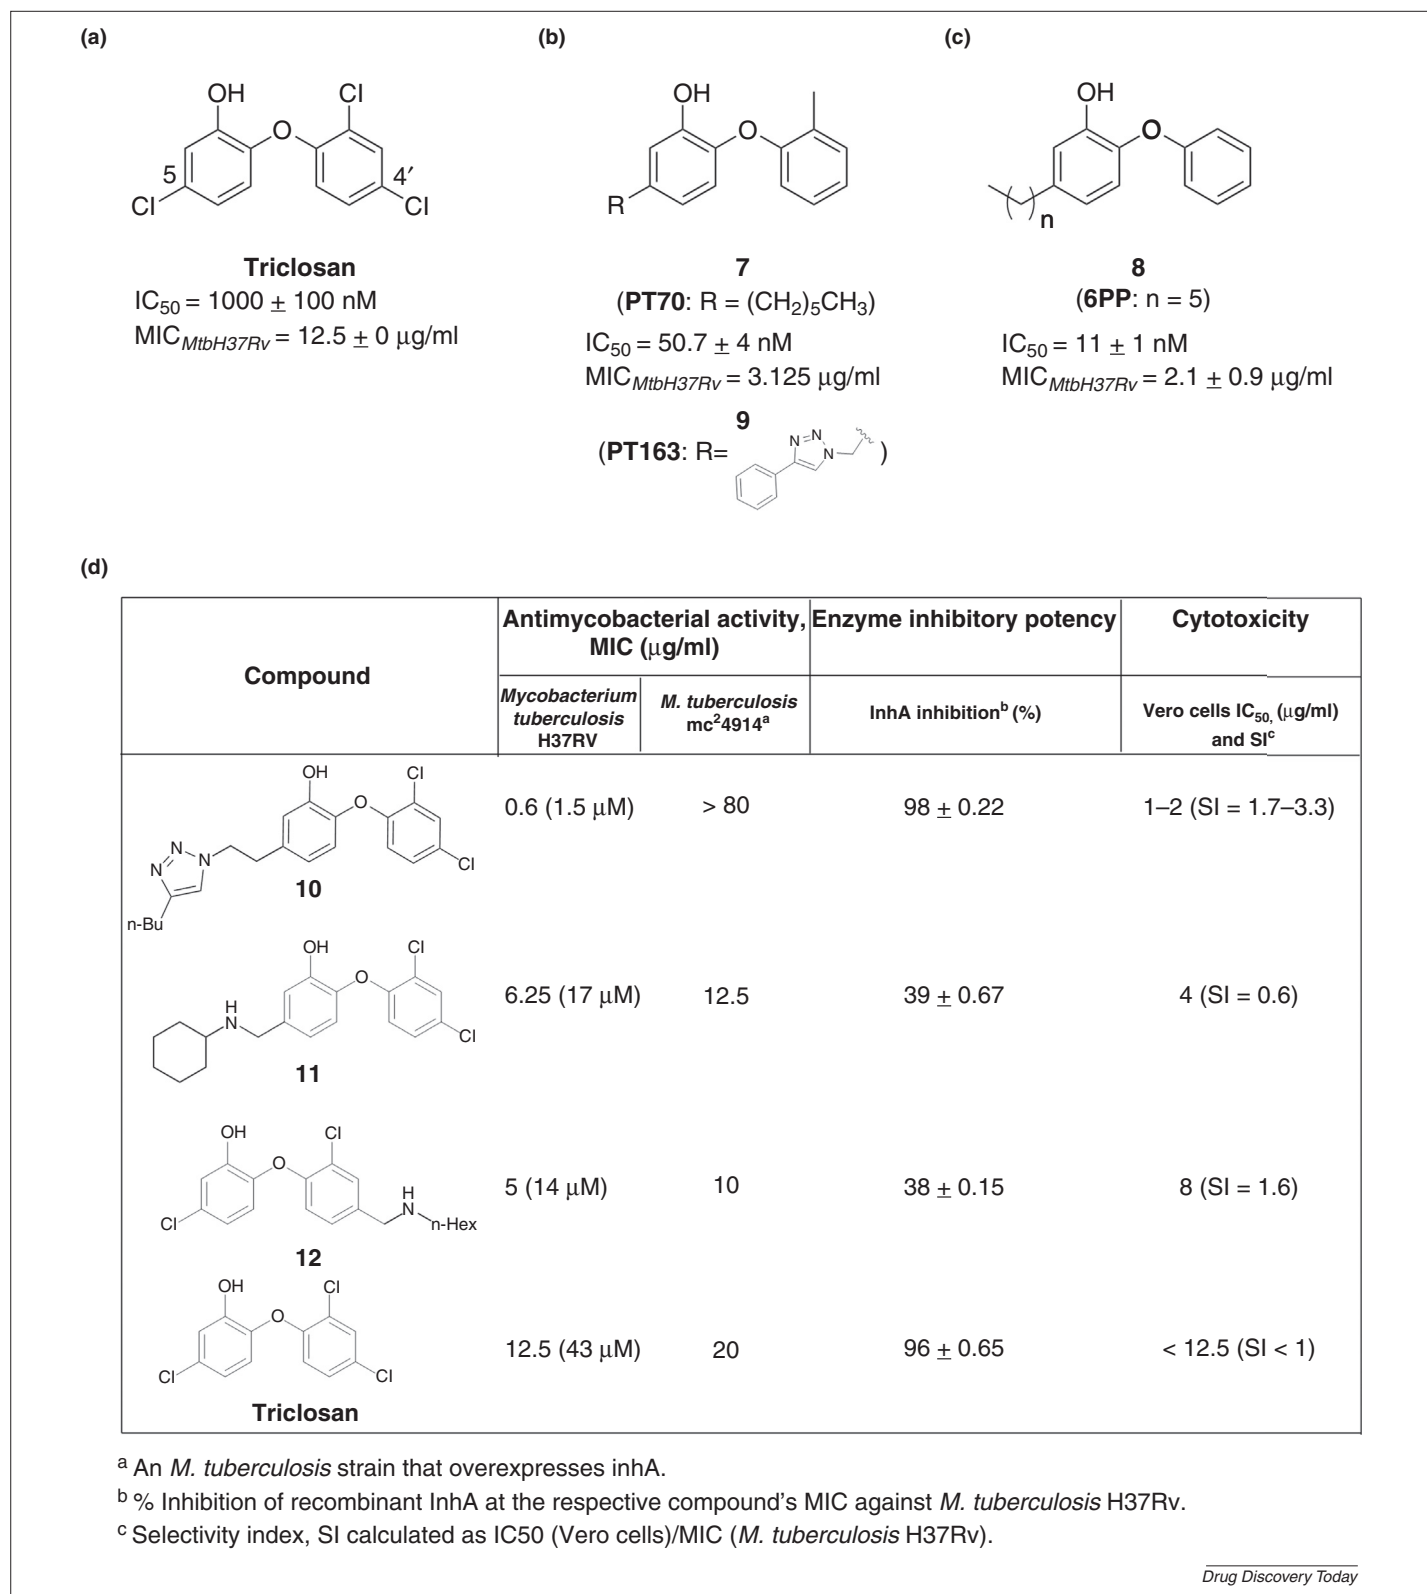 (a)
(b)
(c)
OH
Cl
O
5
4′
Cl
Cl
OH
O
R
OH
O
n
Triclosan
7
8
(PT70: R = (CH2)5CH3)
(6PP: n = 5)
IC50 = 1000 ± 100 nM
MICMtbH37Rv = 12.5 ± 0 μg/ml
IC50 = 50.7 ± 4 nM
MICMtbH37Rv = 3.125 μg/ml
IC50 = 11 ± 1 nM
MICMtbH37Rv = 2.1 ± 0.9 μg/ml
9
(PT163: R= N=N N )
(d)
Compound
Antimycobacterial activity,
MIC (μg/ml)
Enzyme inhibitory potency
Cytotoxicity
Mycobacterium
tuberculosis
H37RV
M. tuberculosis
mc24914a
InhA inhibitionb (%)
Vero cells IC50, (μg/ml)
and SIc
OH
Cl
O
N
N
N
Cl
n-Bu
10
0.6 (1.5 μM)
> 80
98 ± 0.22
1–2 (SI = 1.7–3.3)
OH
Cl
O
H
N
Cl
11
6.25 (17 μM)
12.5
39 ± 0.67
4 (SI = 0.6)
OH
Cl
O
H
N
Cl
n-Hex
12
5 (14 μM)
10
38 ± 0.15
8 (SI = 1.6)
OH
Cl
O
Cl
Cl
Triclosan
12.5 (43 μM)
20
96 ± 0.65
< 12.5 (SI < 1)
a An M. tuberculosis strain that overexpresses inhA.
b % Inhibition of recombinant InhA at the respective compound's MIC against M. tuberculosis H37Rv.
c Selectivity index, SI calculated as IC50 (Vero cells)/MIC (M. tuberculosis H37Rv).
Drug Discovery Today